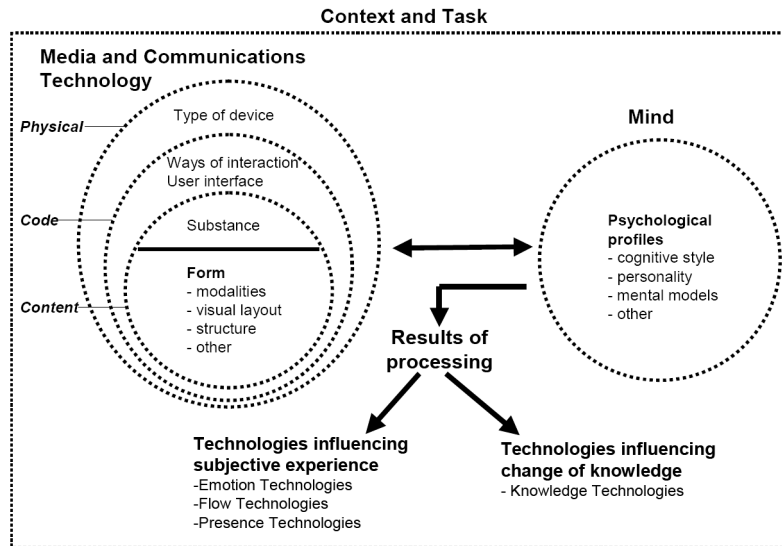 Context and Task
Media and Communications
Technology
Physical
Type of device
Ways of interaction
User interface
Code
Substance
Form
- modalities
- visual layout
- structure
- other
Content
Mind
Psychological
profiles
- cognitive style
- personality
- mental models
- other
Results of
processing
Technologies influencing
subjective experience
-Emotion Technologies
-Flow Technologies
-Presence Technologies
Technologies influencing
change of knowledge
- Knowledge Technologies